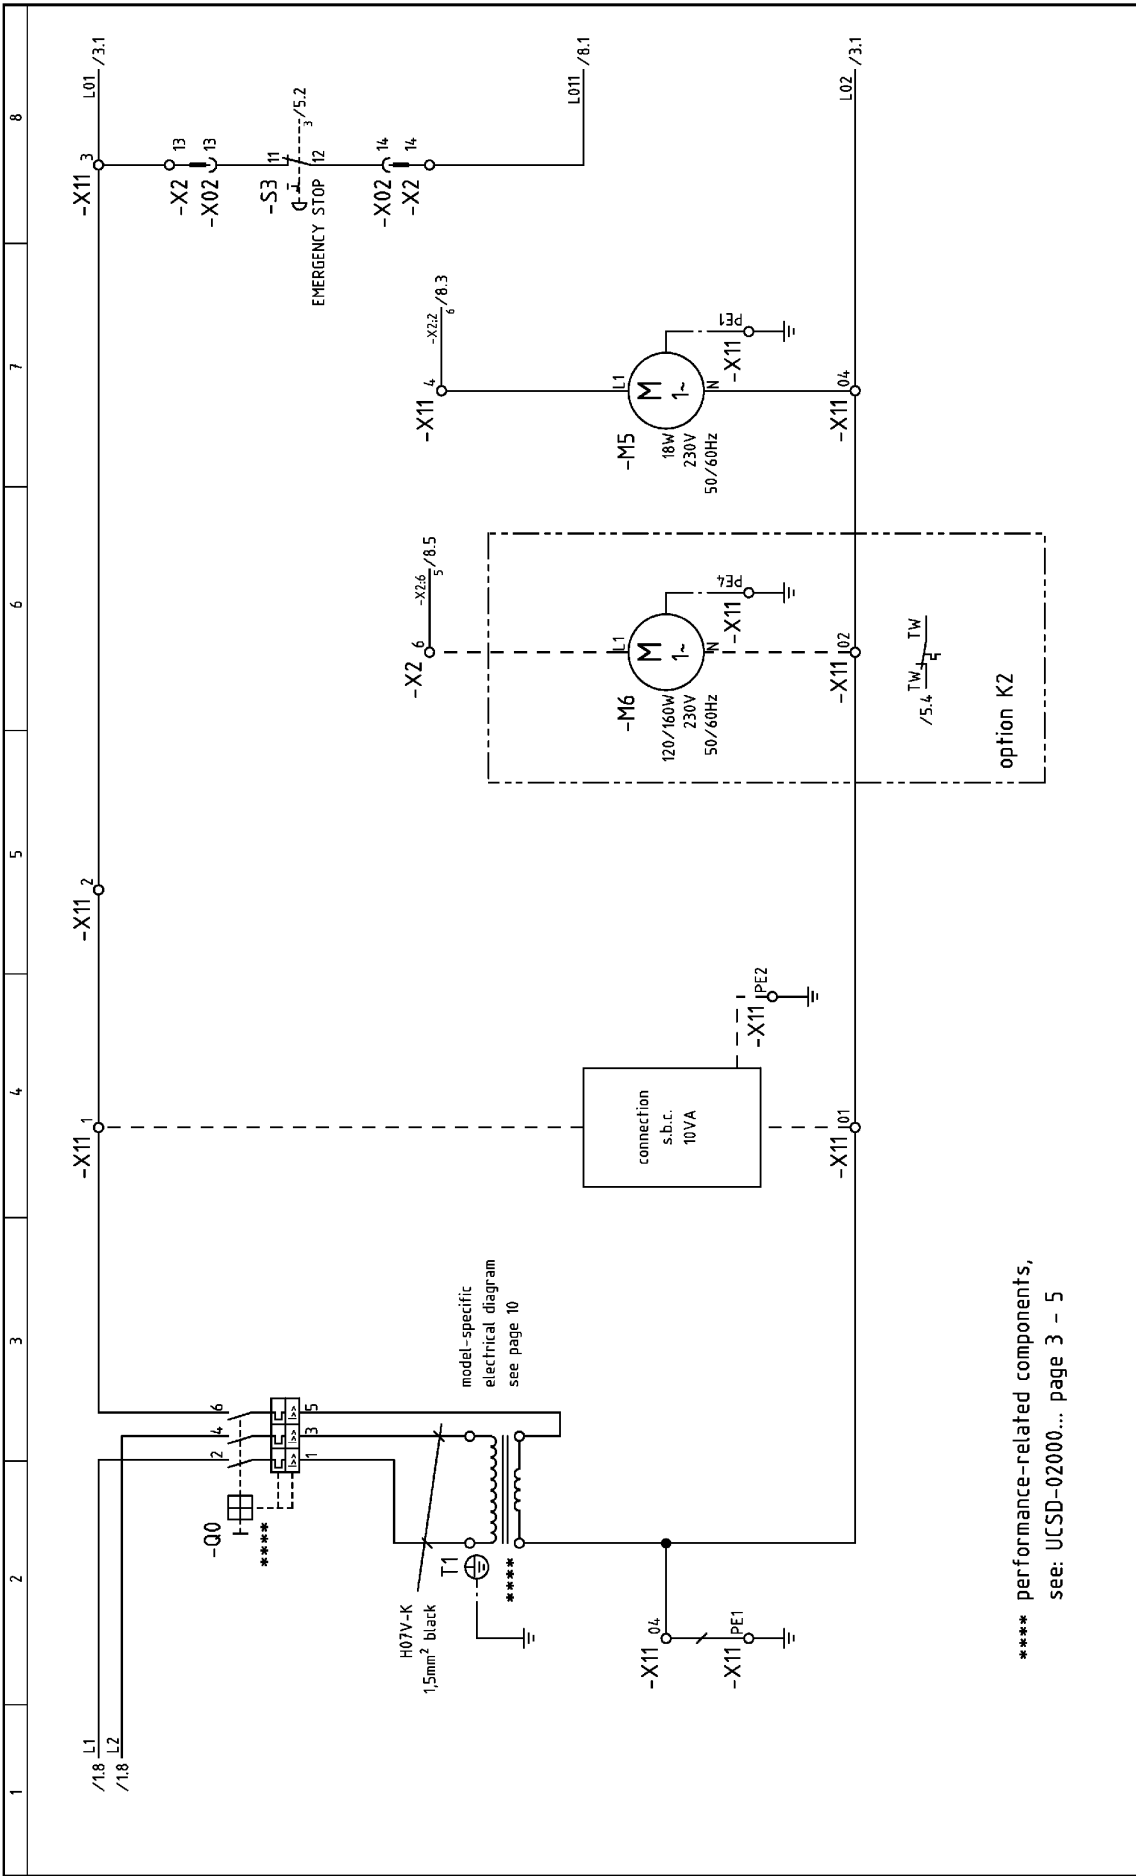 1
2
3
4
5
6
7
8
/1.8 L1
/1.8 L2
-Q0
****
2
4
6
1
3
5
H07V-K
1,5mm² black
T1
****
model-specific
electrical diagram
see page 10
-X11 04
-X11 PE1
-X11 1
connection
s.b.c.
10VA
-X11 PE2
-X11 01
-X11 2
-X2 6
-X2:6
5 /8.5
-M6
120/160W
230V
50/60Hz
L1
M
1~
N
PE4
-X11
-X11 02
/5.4 TW TW
option K2
-X11 4
-X2:2
6 /8.3
-M5
18W
230V
50/60Hz
L1
M
1~
N
PE1
-X11
-X11 04
-X11 3
L01 /3.1
-X2 13
-X02 13
-S3
11
12
3 /5.2
EMERGENCY STOP
-X02 14
-X2 14
L011 /8.1
L02 /3.1
**** performance-related components,
see: UCSD-02000... page 3 - 5